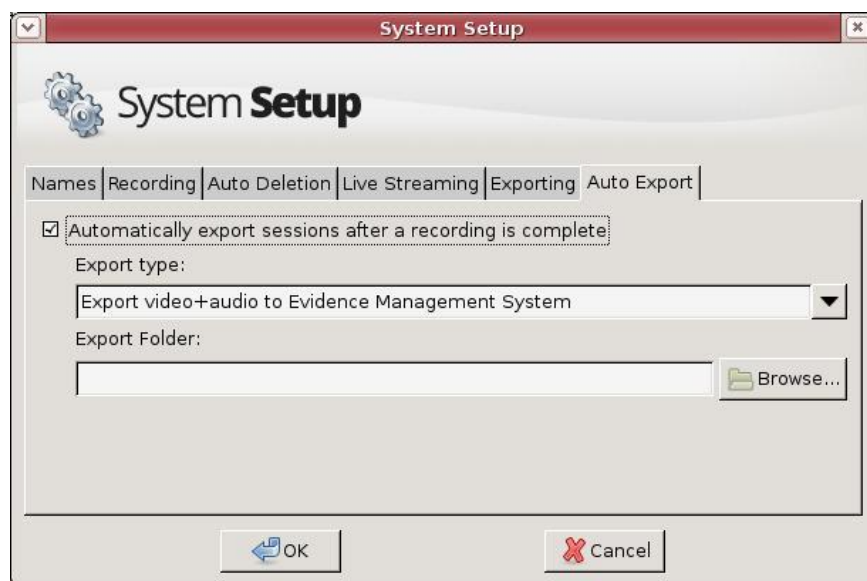 System Setup
System Setup
Names Recording Auto Deletion Live Streaming Exporting Auto Export
Automatically export sessions after a recording is complete
Export type:
Export video+audio to Evidence Management System
Export Folder:
Browse...
OK Cancel